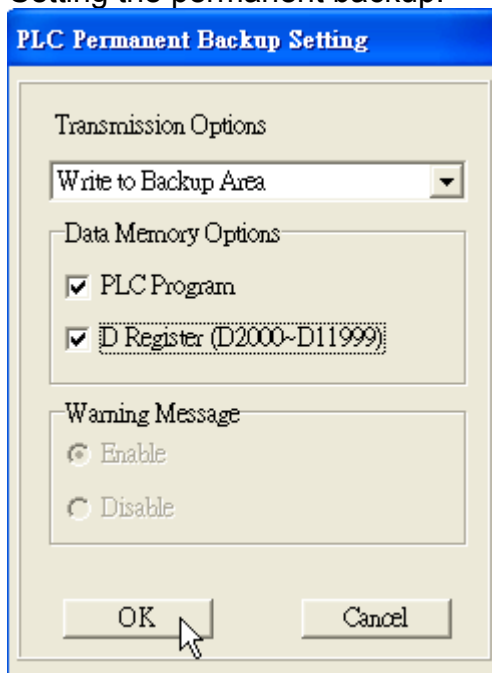 Setting the permanent backup.
PLC Permanent Backup Setting
Transmission Options
Write to Backup Area
Data Memory Options
PLC Program
D Register (D2000~D11999)
Warning Message
Enable
Disable
OK Cancel